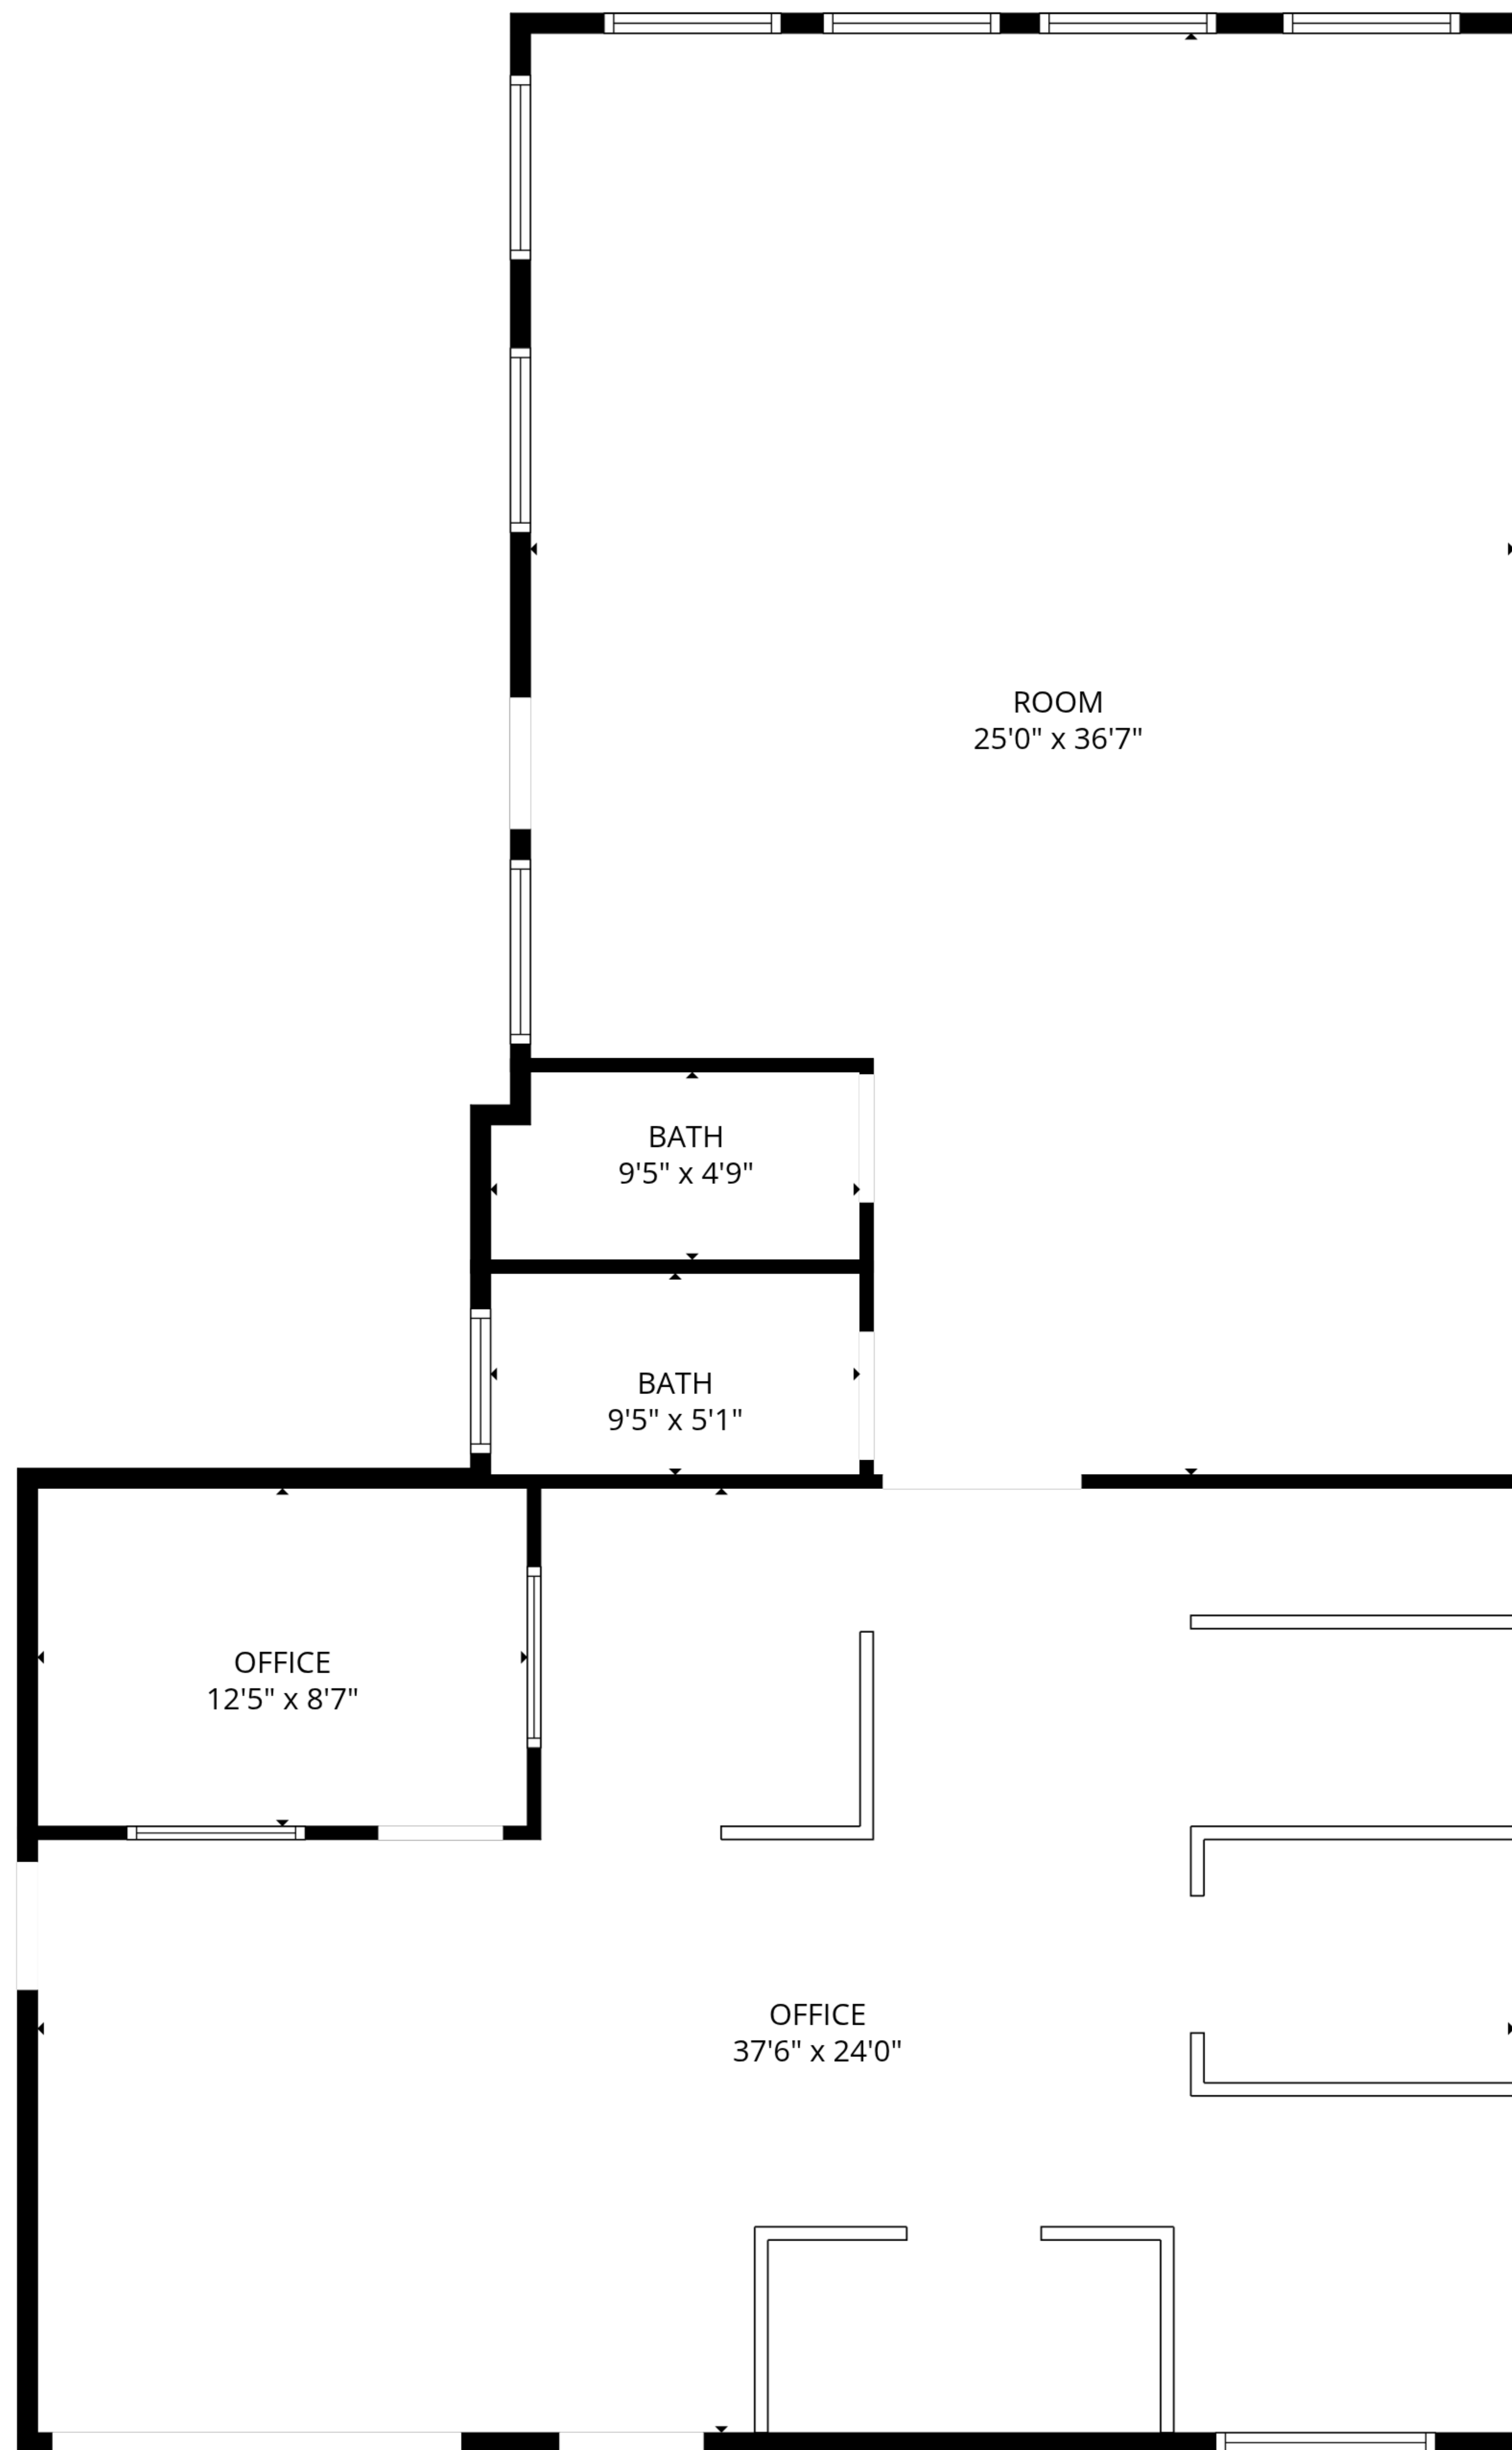 ROOM
25'0" x 36'7"
BATH
9'5" x 4'9"
BATH
9'5" x 5'1"
OFFICE
12'5" x 8'7"
OFFICE
37'6" x 24'0"